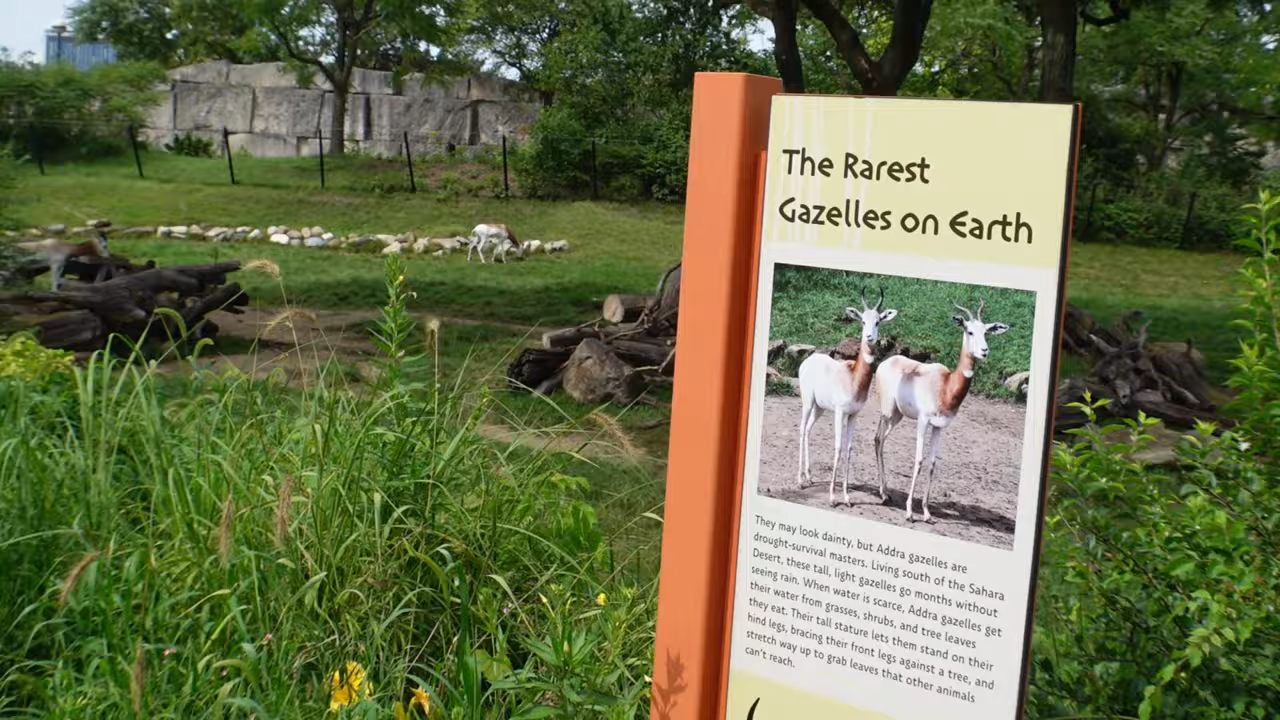 The Rarest
Gazelles on Earth
They may look dainty, but Addra gazelles are
drought-survival masters. Living south of the Sahara
Desert, these tall, light gazelles go months without
seeing rain. When water is scarce, Addra gazelles get
their water from grasses, shrubs, and tree leaves
they eat. Their tall stature lets them stand on their
hind legs, bracing their front legs against a tree, and
stretch way up to grab leaves that other animals
can't reach.